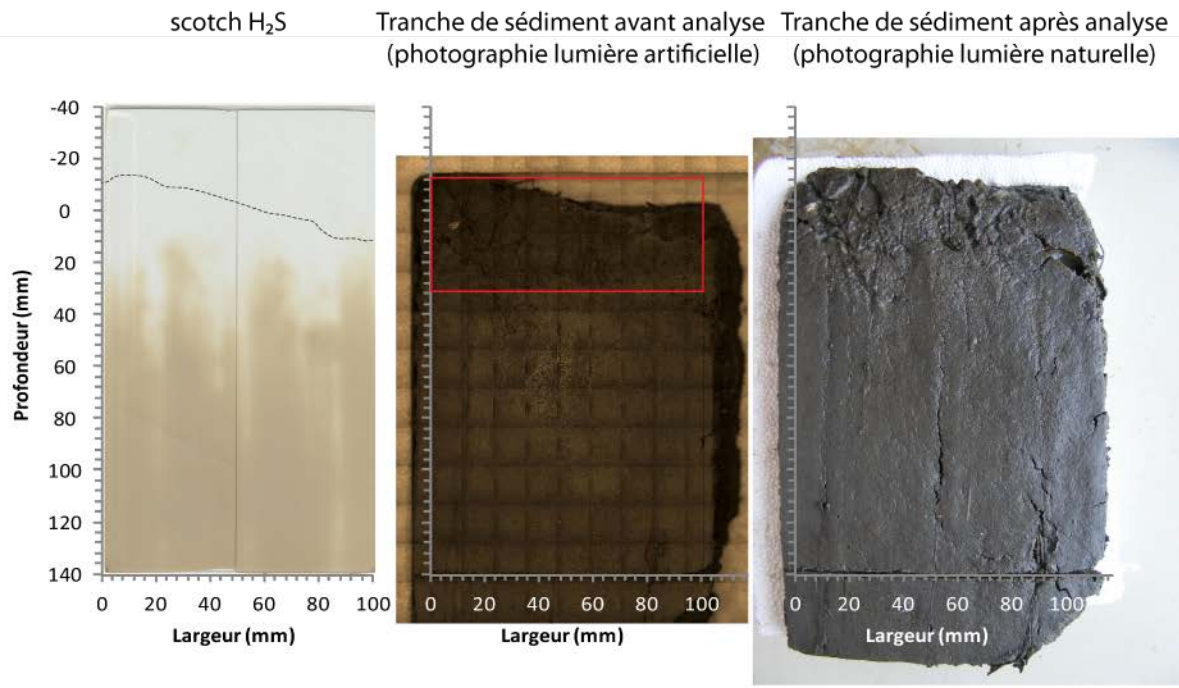 scotch H₂S
Tranche de sédiment avant analyse
(photographie lumière artificielle)
Tranche de sédiment après analyse
(photographie lumière naturelle)
Profondeur (mm)
-40
-20
0
20
40
60
80
100
120
140
0 20 40 60 80 100
Largeur (mm)
0 20 40 60 80 100
Largeur (mm)
0 20 40 60 80 100
Largeur (mm)